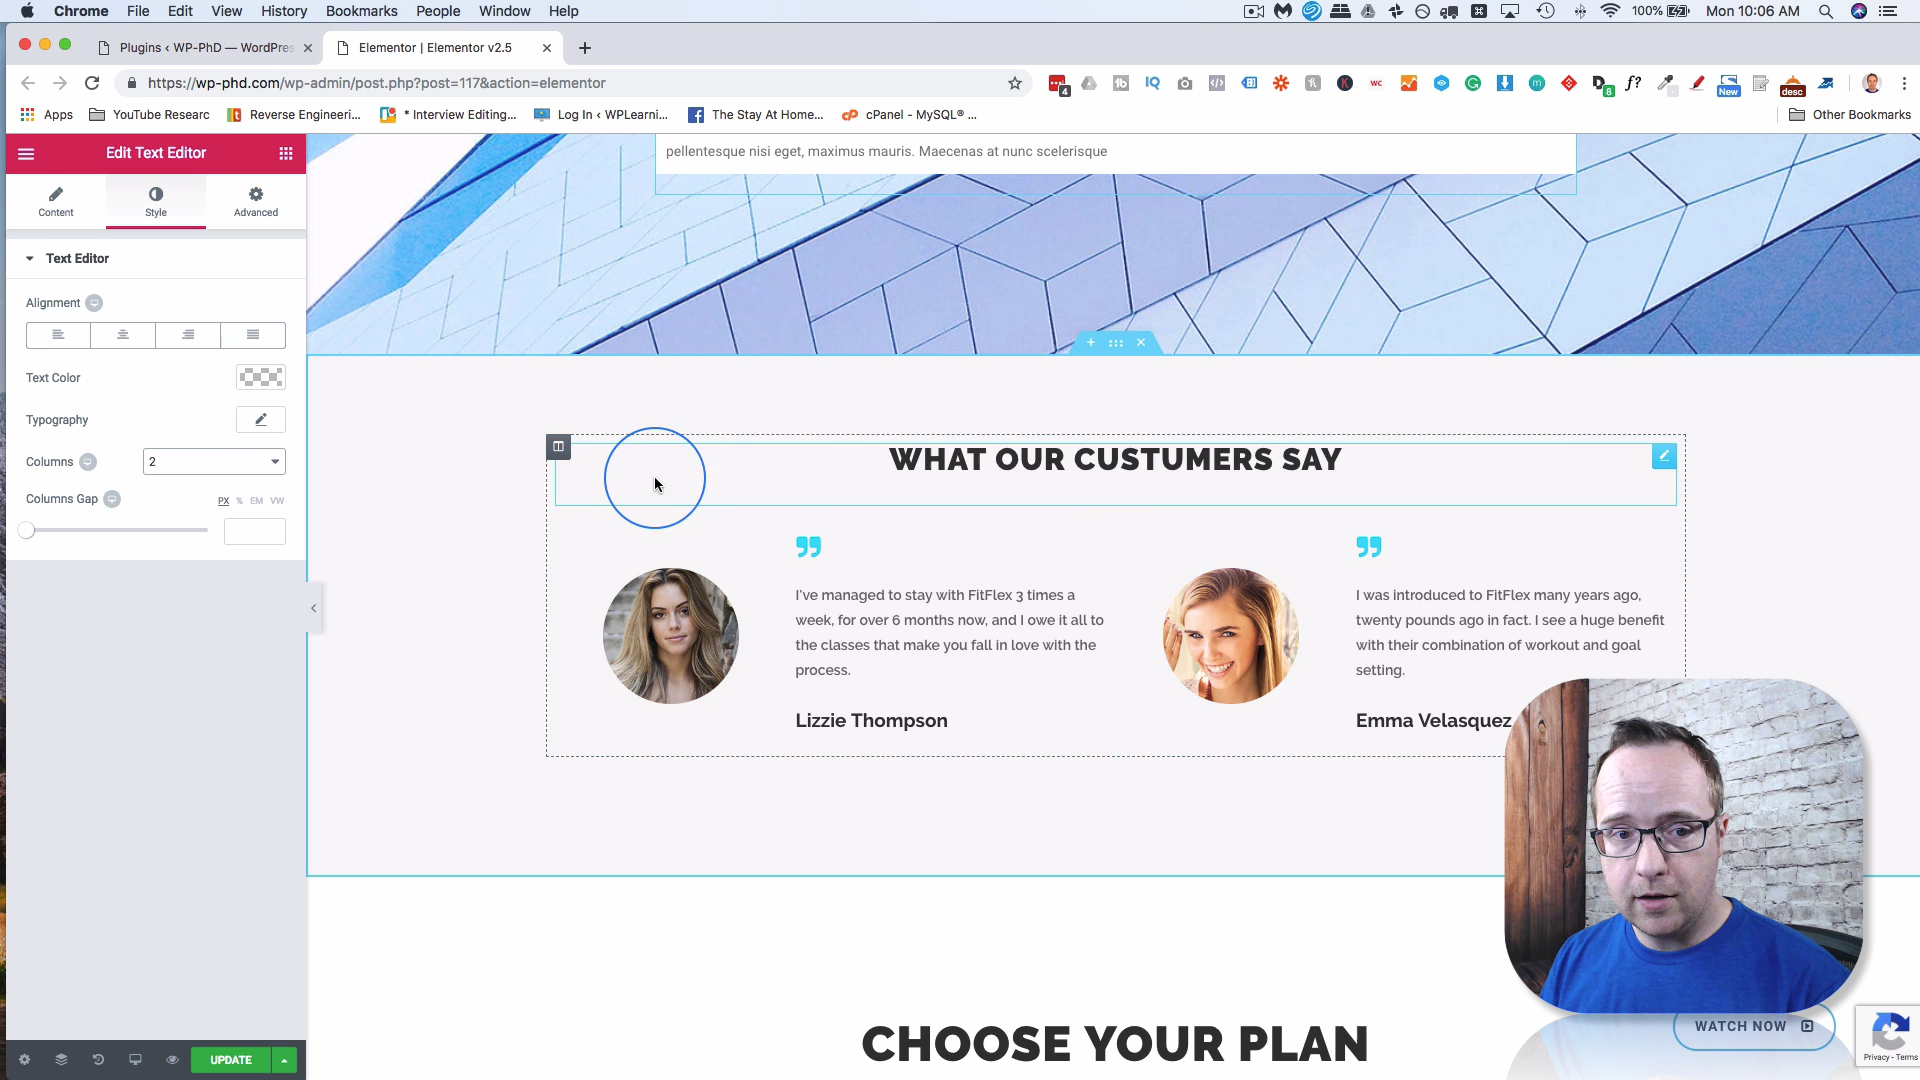 Chrome File Edit View History Bookmarks People Window Help
100% Mon 10:06 AM
Plugins ‹ WP-PhD — WordPres
Elementor | Elementor v2.5
https://wp-phd.com/wp-admin/post.php?post=117&action=elementor
4 IQ WC 8 f? New desc
Apps YouTube Researc Reverse Engineeri... * Interview Editing... Log In ‹ WPLearni... The Stay At Home... cPanel - MySQL® ... Other Bookmarks
Edit Text Editor
Content Style Advanced
Text Editor
Alignment
Text Color
Typography
Columns 2
Columns Gap PX % EM VW
UPDATE
pellentesque nisi eget, maximus mauris. Maecenas at nunc scelerisque
WHAT OUR CUSTUMERS SAY
I've managed to stay with FitFlex 3 times a
week, for over 6 months now, and I owe it all to
the classes that make you fall in love with the
process.
Lizzie Thompson
I was introduced to FitFlex many years ago,
twenty pounds ago in fact. I see a huge benefit
with their combination of workout and goal
setting.
Emma Velasquez
CHOOSE YOUR PLAN
WATCH NOW
Privacy - Terms